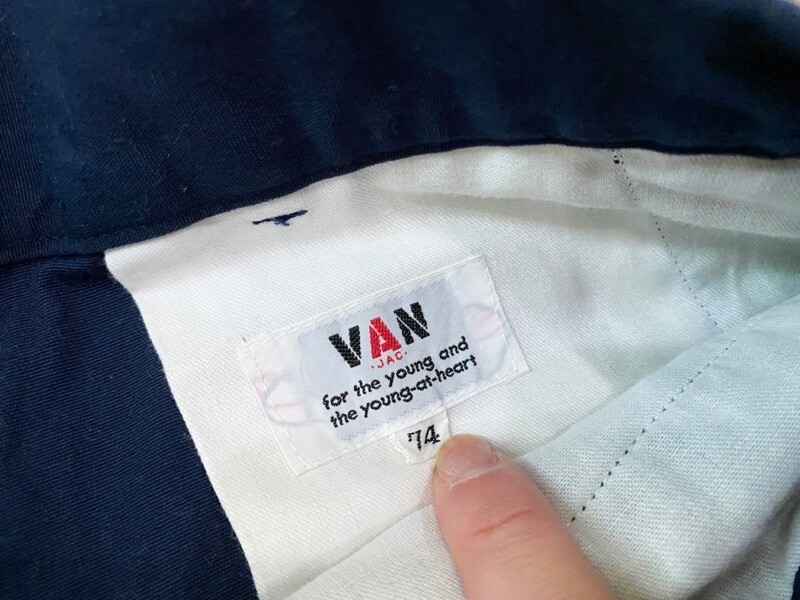 VAN
·JAC·
for the young and
the young-at-heart
74